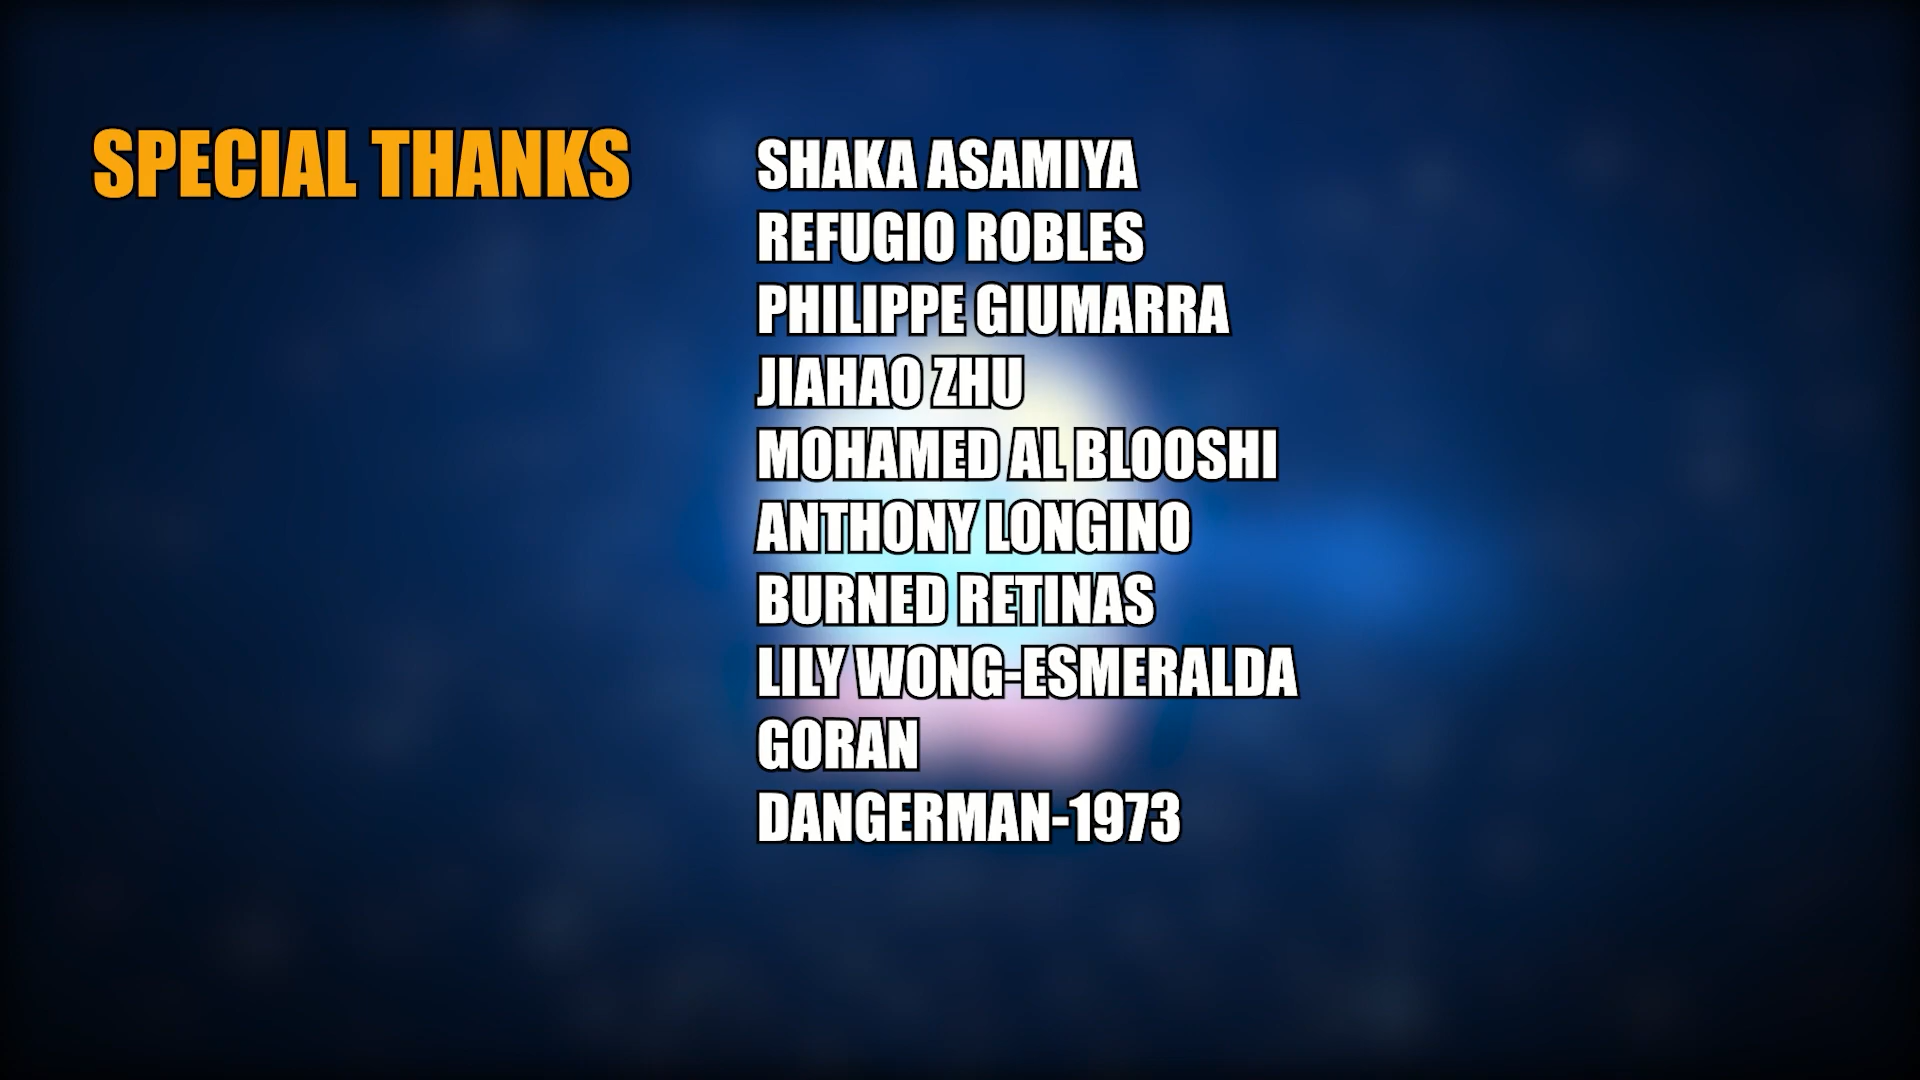 SPECIAL THANKS
SHAKA ASAMIYA
REFUGIO ROBLES
PHILIPPE GIUMARRA
JIAHAO ZHU
MOHAMED AL BLOOSHI
ANTHONY LONGINO
BURNED RETINAS
LILY WONG-ESMERALDA
GORAN
DANGERMAN-1973